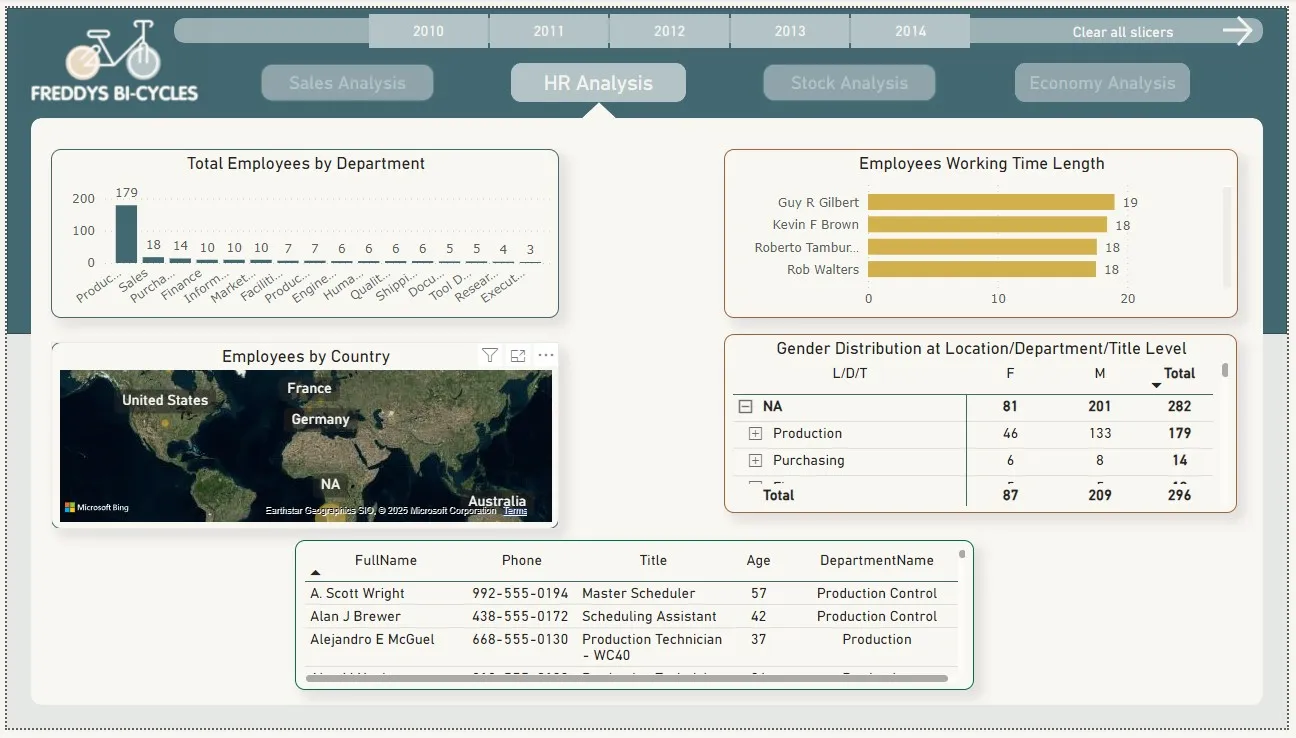 2010 2011 2012 2013 2014 Clear all slicers
FREDDYS BI-CYCLES
Sales Analysis HR Analysis Stock Analysis Economy Analysis
Total Employees by Department
200
100
0
179 18 14 10 10 10 7 7 6 6 6 6 5 5 4 3
Produc... Sales Purcha... Finance Inform... Market... Faciliti... Produc... Engine... Huma... Qualit... Shippi... Docu... Tool D... Resear... Execut...
Employees Working Time Length
Guy R Gilbert 19
Kevin F Brown 18
Roberto Tambur... 18
Rob Walters 18
0 10 20
Employees by Country
United States
France
Germany
NA
Australia
Microsoft Bing
Earthstar Geographics SIO, © 2025 Microsoft Corporation Terms
Gender Distribution at Location/Department/Title Level
L/D/T F M Total
NA 81 201 282
Production 46 133 179
Purchasing 6 8 14
Total 87 209 296
FullName Phone Title Age DepartmentName
A. Scott Wright 992-555-0194 Master Scheduler 57 Production Control
Alan J Brewer 438-555-0172 Scheduling Assistant 42 Production Control
Alejandro E McGuel 668-555-0130 Production Technician 37 Production
- WC40